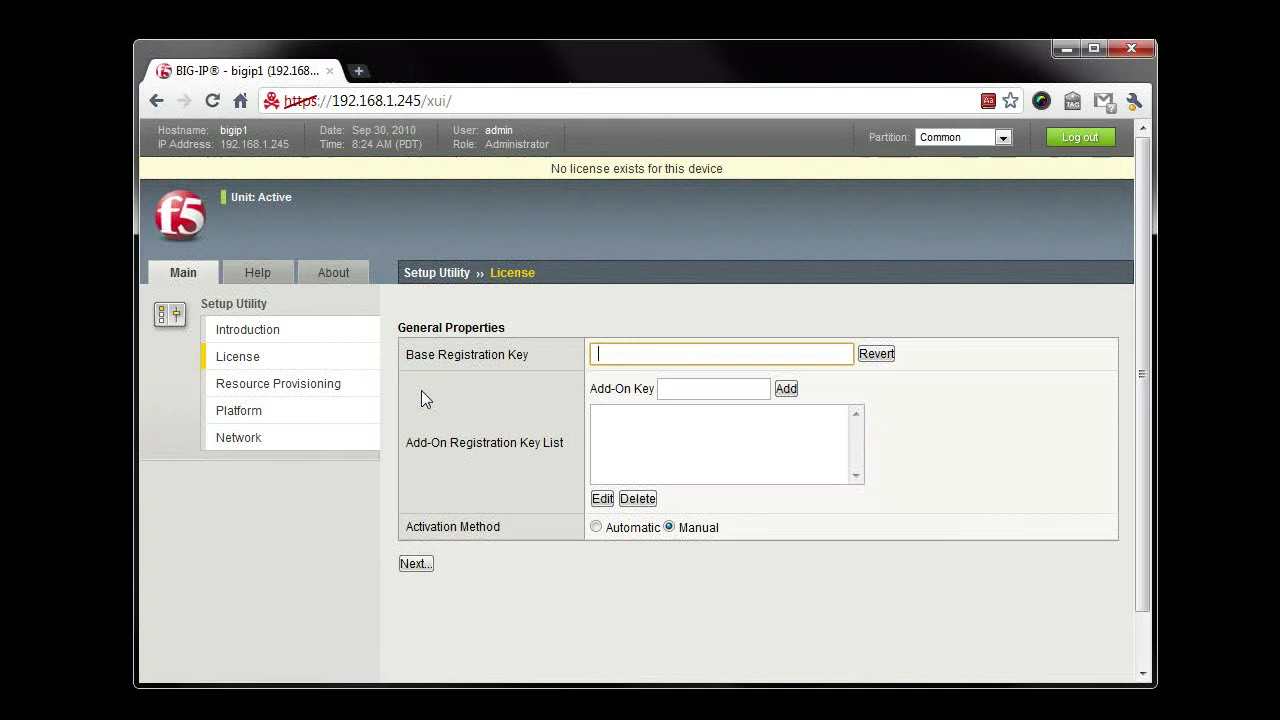 BIG-IP® - bigip1 (192.168...
https://192.168.1.245/xui/
Hostname: bigip1 Date: Sep 30, 2010 User: admin Partition: Common Log out
IP Address: 192.168.1.245 Time: 8:24 AM (PDT) Role: Administrator
No license exists for this device
f5 Unit: Active
Main Help About Setup Utility ›› License
Setup Utility
Introduction
License
Resource Provisioning
Platform
Network
General Properties
Base Registration Key Revert
Add-On Key Add
Add-On Registration Key List
Edit Delete
Activation Method Automatic Manual
Next...